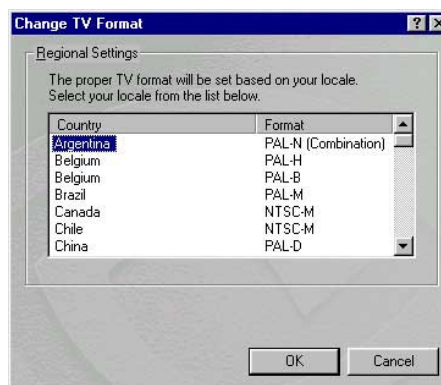 Change TV Format
Regional Settings
The proper TV format will be set based on your locale.
Select your locale from the list below.
Country Format
Argentina PAL-N (Combination)
Belgium PAL-H
Belgium PAL-B
Brazil PAL-M
Canada NTSC-M
Chile NTSC-M
China PAL-D
OK Cancel